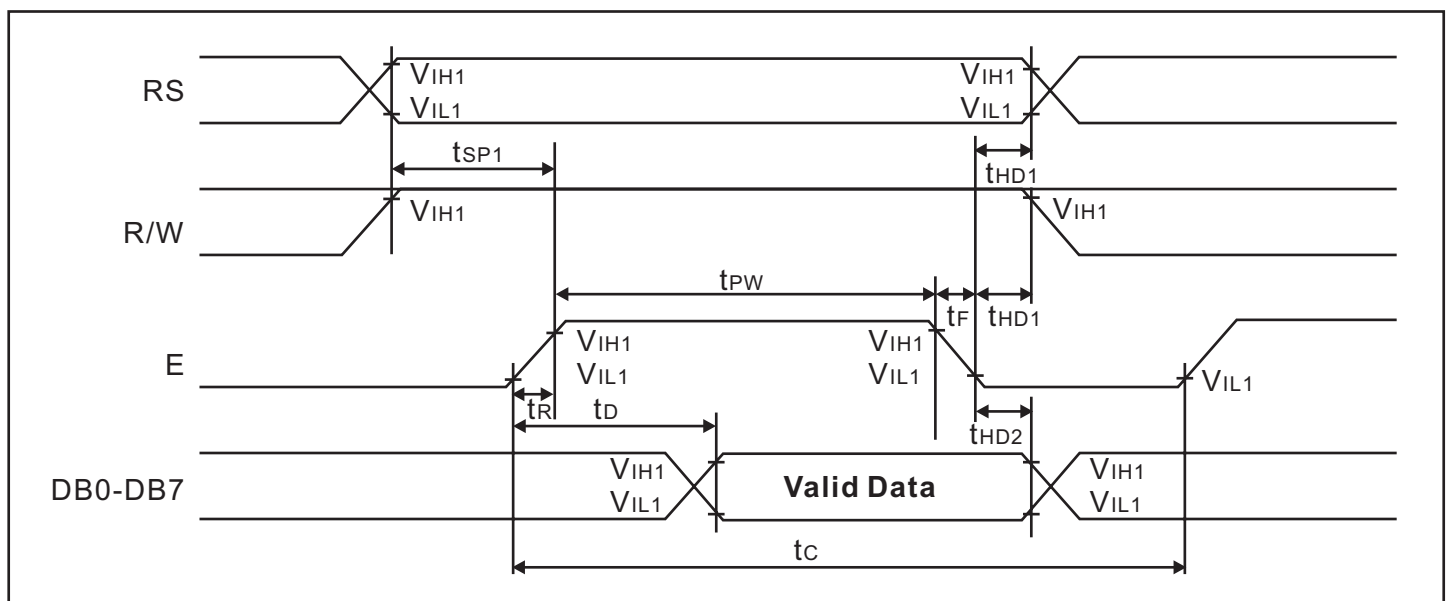 RS
VIH1
VIL1
VIH1
VIL1
tSP1
tHD1
R/W
VIH1
VIH1
tPW
tF
tHD1
E
VIH1
VIL1
VIH1
VIL1
VIL1
tR
tD
tHD2
DB0-DB7
VIH1
VIL1
Valid Data
VIH1
VIL1
tC